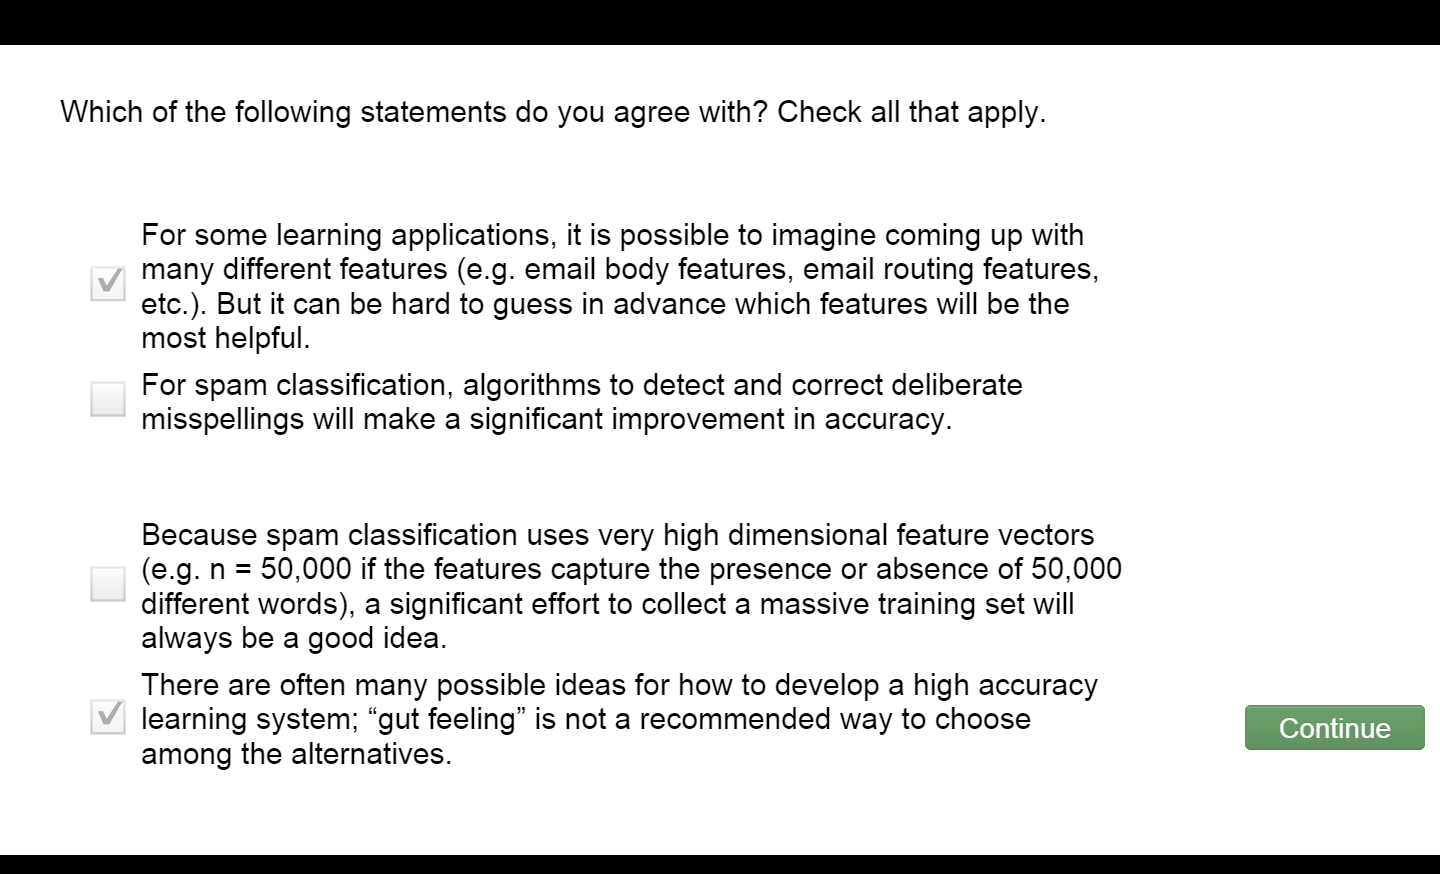 Which of the following statements do you agree with? Check all that apply.
For some learning applications, it is possible to imagine coming up with
many different features (e.g. email body features, email routing features,
etc.). But it can be hard to guess in advance which features will be the
most helpful.
For spam classification, algorithms to detect and correct deliberate
misspellings will make a significant improvement in accuracy.
Because spam classification uses very high dimensional feature vectors
(e.g. n = 50,000 if the features capture the presence or absence of 50,000
different words), a significant effort to collect a massive training set will
always be a good idea.
There are often many possible ideas for how to develop a high accuracy
learning system; “gut feeling” is not a recommended way to choose
among the alternatives.
Continue